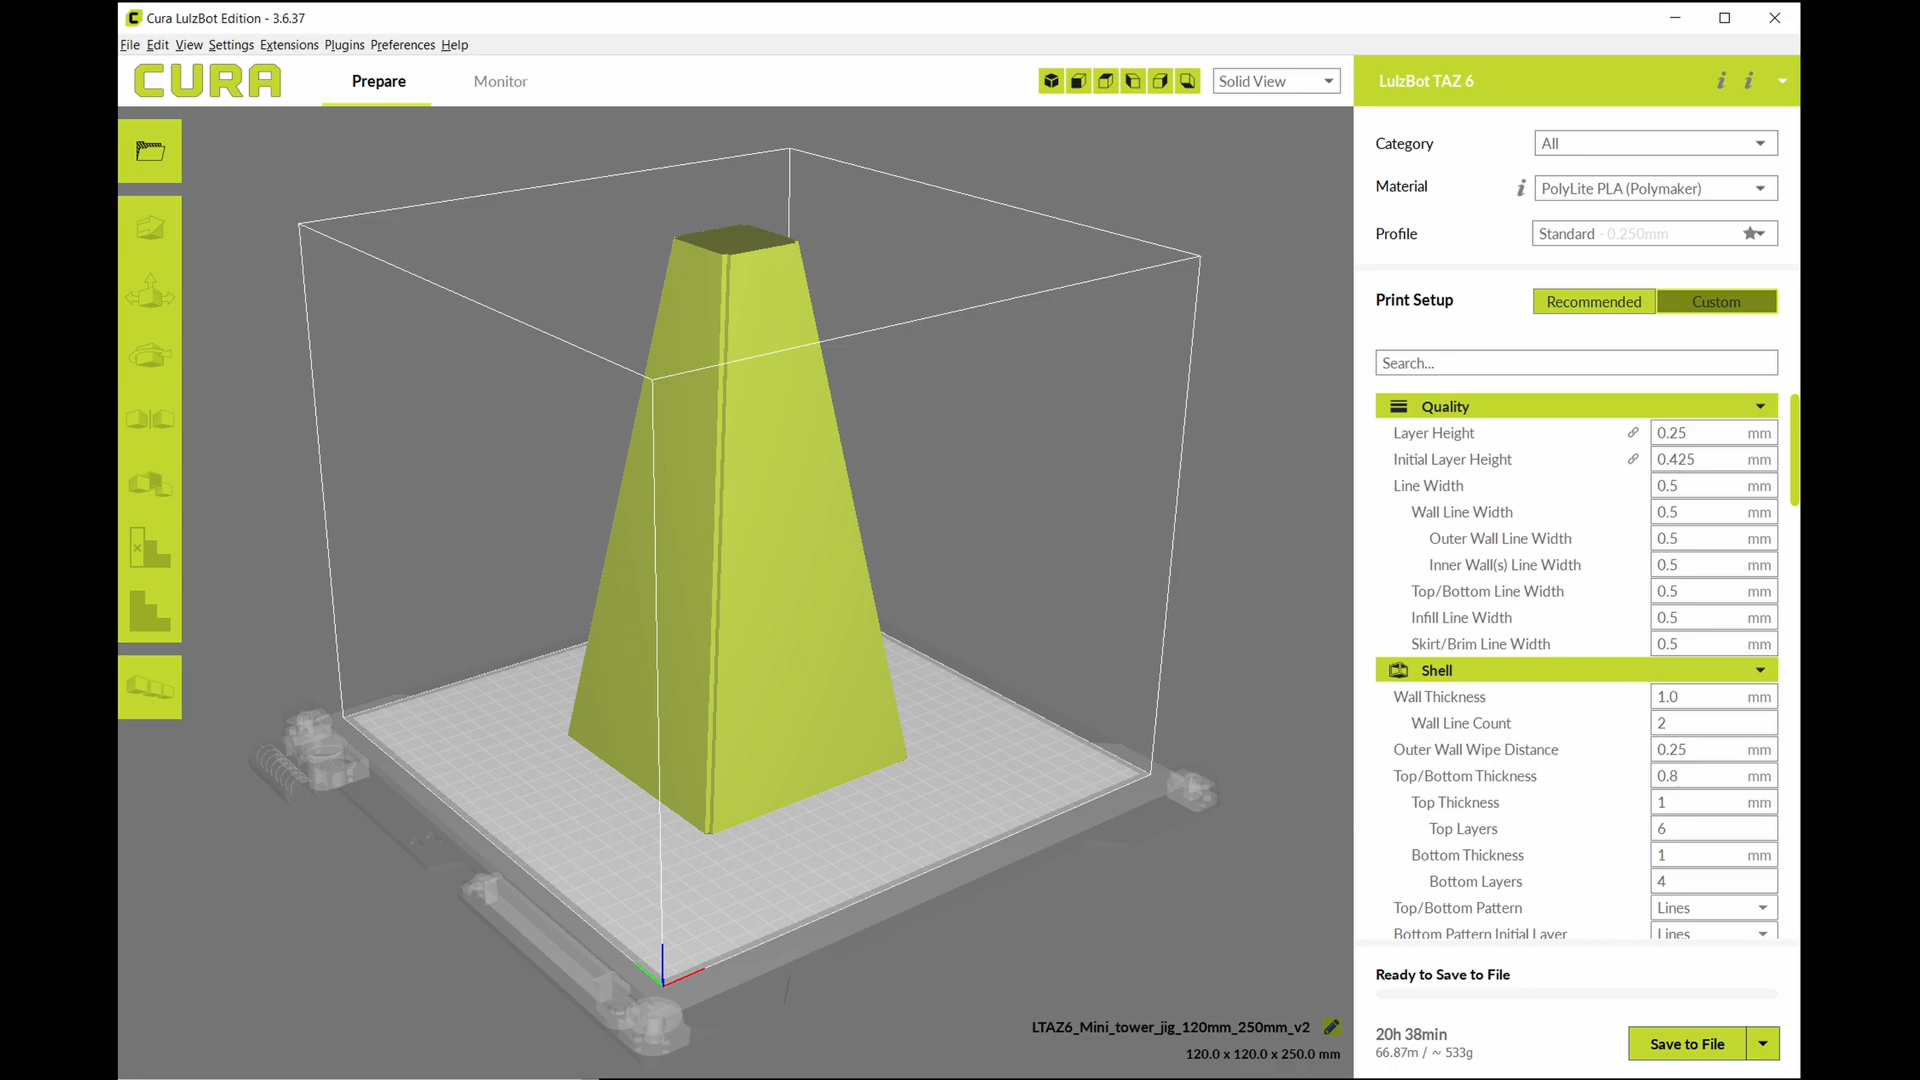 Cura LulzBot Edition - 3.6.37
File Edit View Settings Extensions Plugins Preferences Help
CURA
Prepare
Monitor
Solid View
LulzBot TAZ 6
Category
All
Material
PolyLite PLA (Polymaker)
Profile
Standard - 0.250mm
Print Setup
Recommended
Custom
Search...
Quality
Layer Height 0.25 mm
Initial Layer Height 0.425 mm
Line Width 0.5 mm
Wall Line Width 0.5 mm
Outer Wall Line Width 0.5 mm
Inner Wall(s) Line Width 0.5 mm
Top/Bottom Line Width 0.5 mm
Infill Line Width 0.5 mm
Skirt/Brim Line Width 0.5 mm
Shell
Wall Thickness 1.0 mm
Wall Line Count 2
Outer Wall Wipe Distance 0.25 mm
Top/Bottom Thickness 0.8 mm
Top Thickness 1 mm
Top Layers 6
Bottom Thickness 1 mm
Bottom Layers 4
Top/Bottom Pattern Lines
Bottom Pattern Initial Layer Lines
Ready to Save to File
20h 38min
66.87m / ~ 533g
Save to File
LTAZ6_Mini_tower_jig_120mm_250mm_v2
120.0 x 120.0 x 250.0 mm